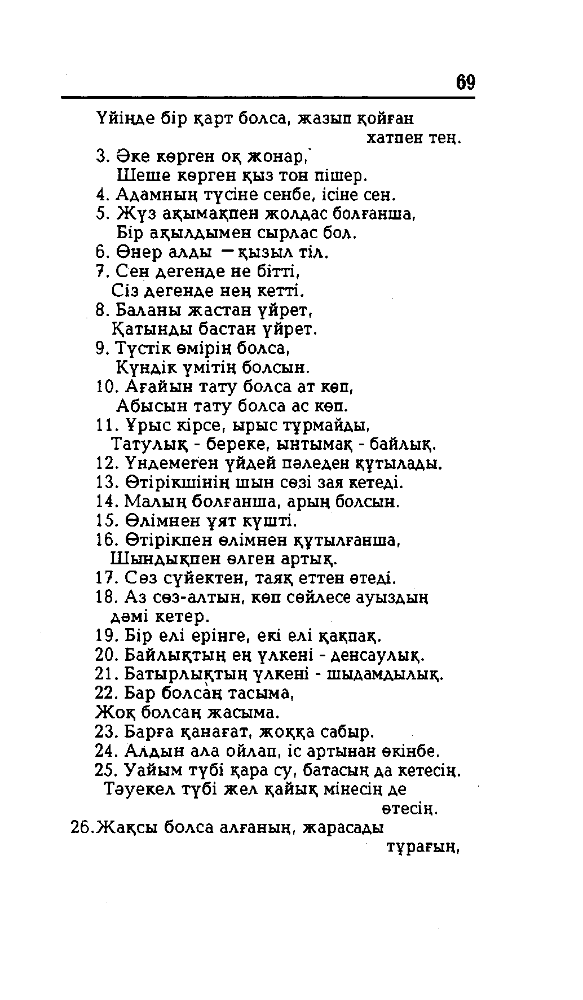 69
Үйіңде бір қарт болса, жазып қойған
хатпен тең.
3. Әке көрген оқ жонар,
Шеше көрген қыз тон пішер.
4. Адамның түсіне сенбе, ісіне сен.
5. Жүз ақымақпен жолдас болғанша,
Бір ақылдымен сырлас бол.
6. Өнер алды — қызыл тіл.
7. Сен дегенде не бітті,
Сіз дегенде нең кетті.
8. Баланы жастан үйрет,
Қатынды бастан үйрет.
9. Түстік өмірің болса,
Күндік үмітің болсын.
10. Ағайын тату болса ат көп,
Абысын тату болса ас көп.
11. Ұрыс кірсе, ырыс тұрмайды,
Татулық - береке, ынтымақ - байлық.
12. Үндемеген үйдей пәледен құтылады.
13. Өтірікшінің шын сөзі зая кетеді.
14. Малың болғанша, арың болсын.
15. Өлімнен ұят күшті.
16. Өтірікпен өлімнен құтылғанша,
Шындықпен өлген артық.
17. Сөз сүйектен, таяқ еттен өтеді.
18. Аз сөз-алтын, көп сөйлесе ауыздың
дәмі кетер.
19. Бір елі ерінге, екі елі қақпақ.
20. Байлықтың ең үлкені - денсаулық.
21. Батырлықтың үлкені - шыдамдылық.
22. Бар болсаң тасыма,
Жоқ болсаң жасыма.
23. Барға қанағат, жоққа сабыр.
24. Алдын ала ойлап, іс артынан өкінбе.
25. Уайым түбі қара су, батасың да кетесің.
Тәуекел түбі жел қайық мінесің де
өтесің.
26.Жақсы болса алғаның, жарасады
тұрағың,